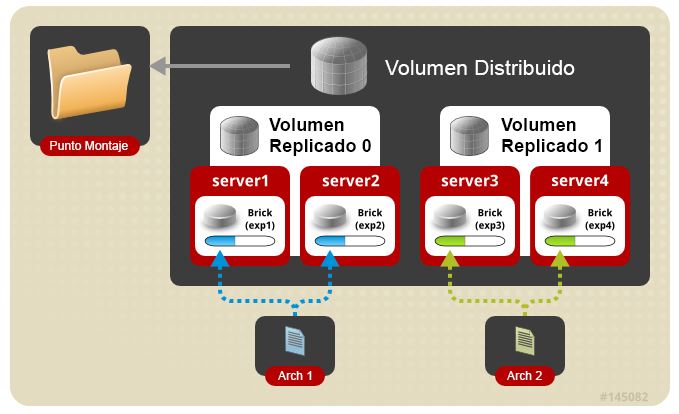 Volumen Distribuido
Punto Montaje
Volumen
Replicado 0
Volumen
Replicado 1
server1
server2
server3
server4
Brick
(exp1)
Brick
(exp2)
Brick
(exp3)
Brick
(exp4)
Arch 1
Arch 2
#145082